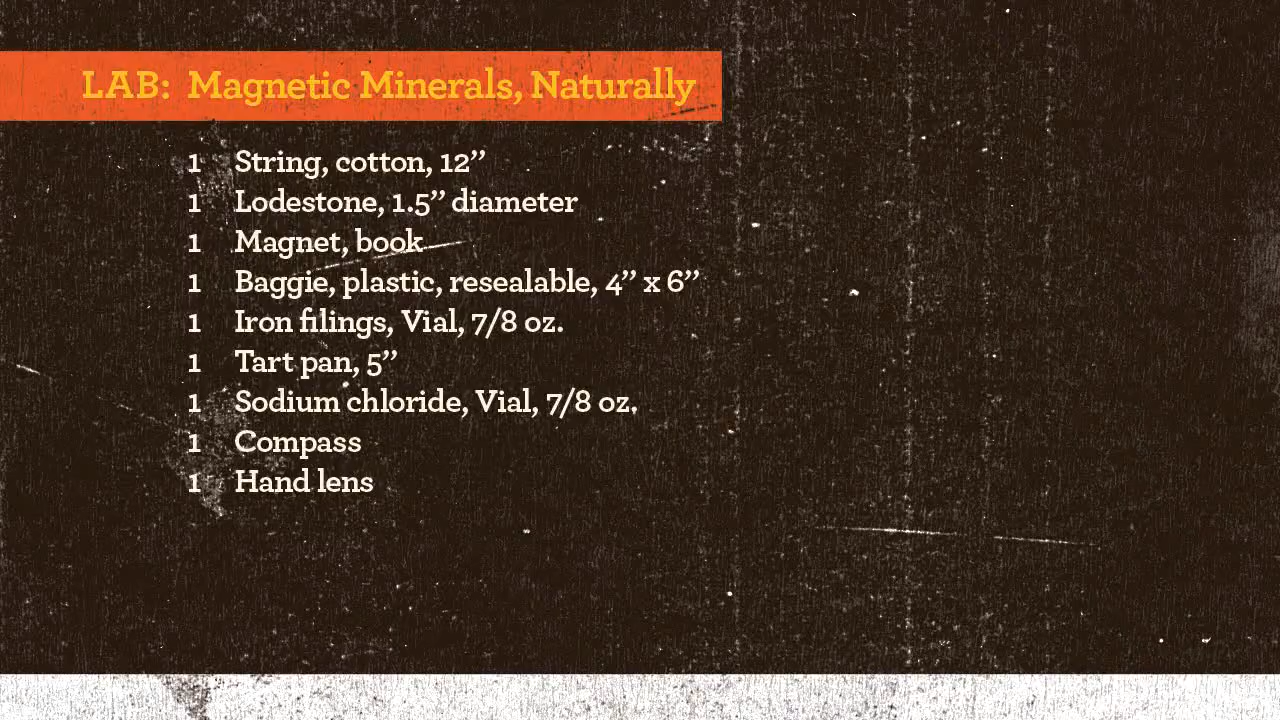 LAB: Magnetic Minerals, Naturally
1 String, cotton, 12”
1 Lodestone, 1.5” diameter
1 Magnet, book
1 Baggie, plastic, resealable, 4” x 6”
1 Iron filings, Vial, 7/8 oz.
1 Tart pan, 5”
1 Sodium chloride, Vial, 7/8 oz.
1 Compass
1 Hand lens